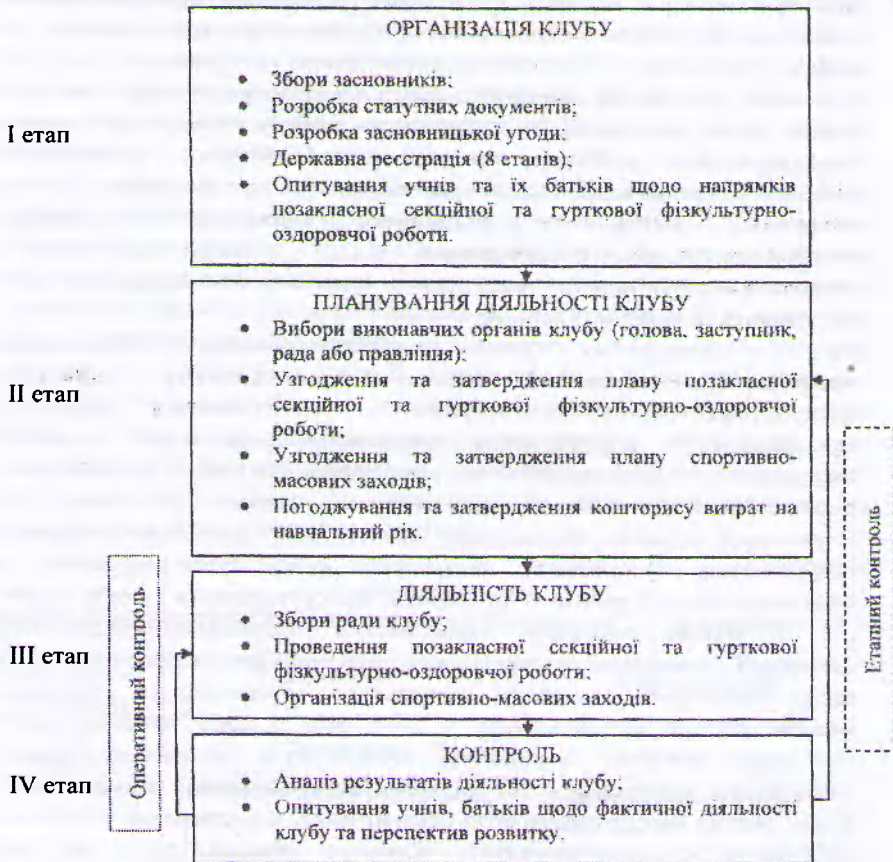 ОРГАНІЗАЦІЯ КЛУБУ
• Збори засновників;
• Розробка статутних документів;
• Розробка засновницької угоди;
• Державна реєстрація (8 етапів);
• Опитування учнів та їх батьків щодо напрямків
позакласної секційної та гурткової фізкультурно-
оздоровчої роботи.
I етап
ПЛАНУВАННЯ ДІЯЛЬНОСТІ КЛУБУ
• Вибори виконавчих органів клубу (голова, заступник,
рада або правління);
• Узгодження та затвердження плану позакласної
секційної та гурткової фізкультурно-оздоровчої
роботи;
• Узгодження та затвердження плану спортивно-
масових заходів;
• Погоджування та затвердження кошторису витрат на
навчальний рік.
II етап
ДІЯЛЬНІСТЬ КЛУБУ
• Збори ради клубу;
• Проведення позакласної секційної та гурткової
фізкультурно-оздоровчої роботи;
• Організація спортивно-масових заходів.
III етап
КОНТРОЛЬ
• Аналіз результатів діяльності клубу;
• Опитування учнів, батьків щодо фактичної діяльності
клубу та перспектив розвитку.
IV етап
Оперативний контроль
Етапний контроль